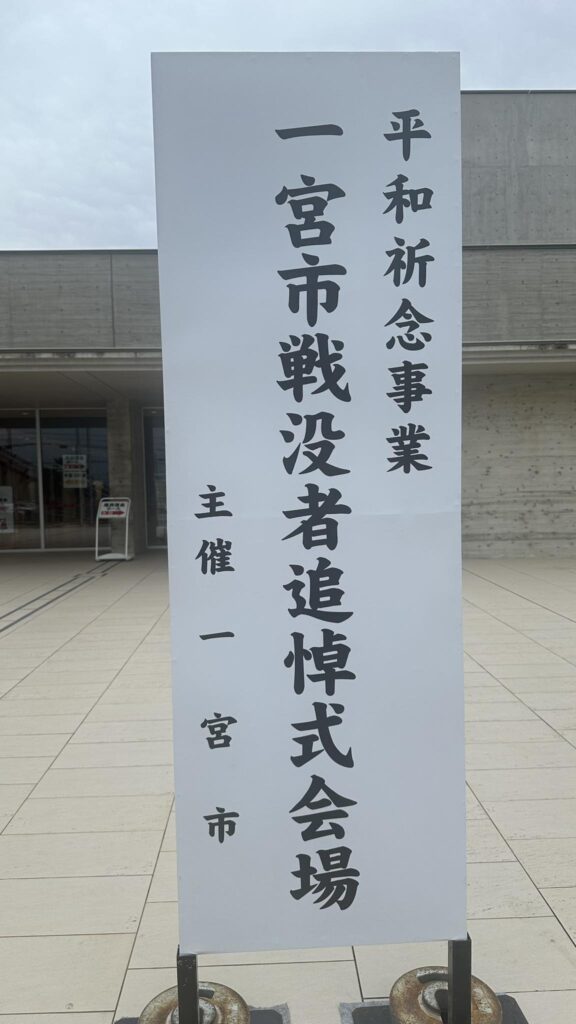 平和祈念事業
一宮市戦没者追悼式会場
主催 一宮市